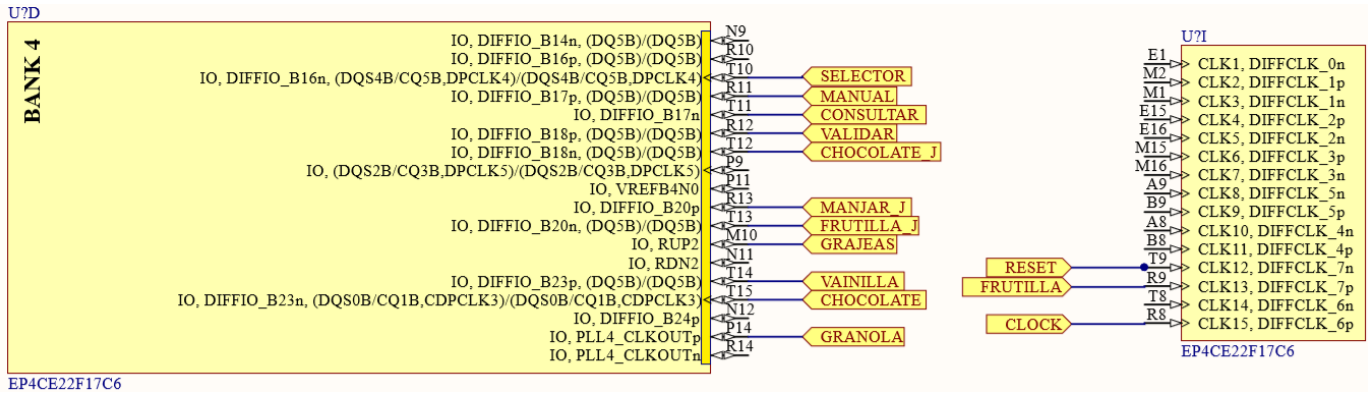 U?D
BANK 4
IO, DIFFIO_B14n, (DQ5B)/(DQ5B) N9
IO, DIFFIO_B16p, (DQ5B)/(DQ5B) R10
IO, DIFFIO_B16n, (DQS4B/CQ5B,DPCLK4)/(DQS4B/CQ5B,DPCLK4) T10 SELECTOR
IO, DIFFIO_B17p, (DQ5B)/(DQ5B) R11 MANUAL
IO, DIFFIO_B17n T11 CONSULTAR
IO, DIFFIO_B18p, (DQ5B)/(DQ5B) R12 VALIDAR
IO, DIFFIO_B18n, (DQ5B)/(DQ5B) T12 CHOCOLATE_J
IO, (DQS2B/CQ3B,DPCLK5)/(DQS2B/CQ3B,DPCLK5) P9
IO, VREFB4N0 P11
IO, DIFFIO_B20p R13 MANJAR_J
IO, DIFFIO_B20n, (DQ5B)/(DQ5B) T13 FRUTILLA_J
IO, RUP2 M10 GRAJEAS
IO, RDN2 N11
IO, DIFFIO_B23p, (DQ5B)/(DQ5B) T14 VAINILLA
IO, DIFFIO_B23n, (DQS0B/CQ1B,CDPCLK3)/(DQS0B/CQ1B,CDPCLK3) T15 CHOCOLATE
IO, DIFFIO_B24p N12
IO, PLL4_CLKOUTp P14 GRANOLA
IO, PLL4_CLKOUTn R14
EP4CE22F17C6
U?I
E1 CLK1, DIFFCLK_0n
M2 CLK2, DIFFCLK_1p
M1 CLK3, DIFFCLK_1n
E15 CLK4, DIFFCLK_2p
E16 CLK5, DIFFCLK_2n
M15 CLK6, DIFFCLK_3p
M16 CLK7, DIFFCLK_3n
A9 CLK8, DIFFCLK_5n
B9 CLK9, DIFFCLK_5p
A8 CLK10, DIFFCLK_4n
B8 CLK11, DIFFCLK_4p
RESET T9 CLK12, DIFFCLK_7n
FRUTILLA R9 CLK13, DIFFCLK_7p
T8 CLK14, DIFFCLK_6n
CLOCK R8 CLK15, DIFFCLK_6p
EP4CE22F17C6